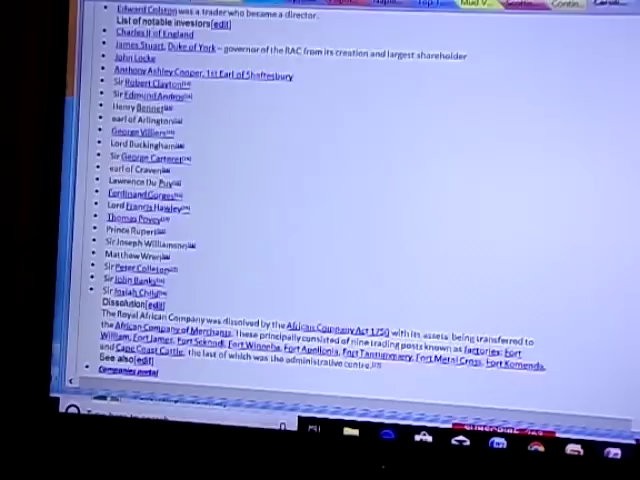 Edward Colston was a trader who became a director.
List of notable investors[edit]
Charles II of England
James Stuart, Duke of York – governor of the RAC from its creation and largest shareholder
John Locke
Anthony Ashley Cooper, 1st Earl of Shaftesbury
Sir Robert Clayton
Sir Edmund Andros
Henry Bennet
earl of Arlington
George Villiers
Lord Buckingham
Sir George Carteret
earl of Craven
Lawrence Du Puy
Ferdinand Gorges
Lord Francis Hawley
Thomas Povey
Prince Rupert
Sir Joseph Williamson
Matthew Wren
Sir Peter Colleton
Sir John Banks
Sir Josiah Child
Dissolution[edit]
The Royal African Company was dissolved by the African Company Act 1750 with its assets being transferred to
the African Company of Merchants. These principally consisted of nine trading posts known as factories: Fort
William, Fort James, Fort Sekondi, Fort Winneba, Fort Apollonia, Fort Tantumquery, Fort Metal Cross, Fort Komenda,
and Cape Coast Castle, the last of which was the administrative centre.
See also[edit]
Companies portal